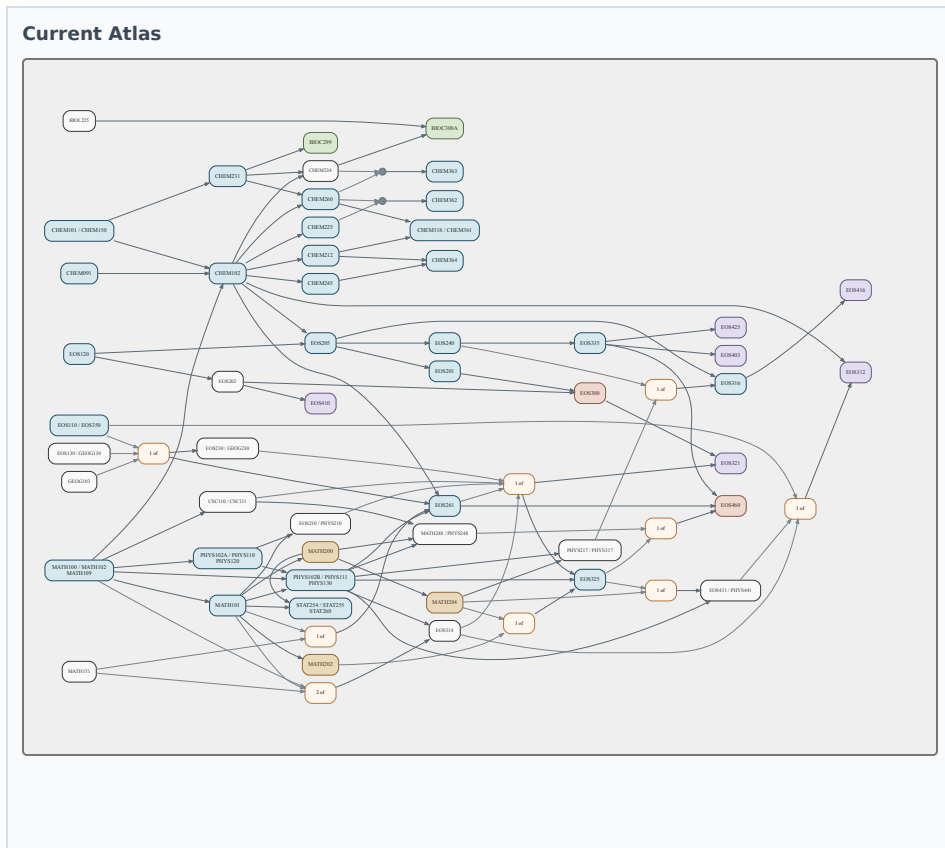 Current Atlas
BIOL225
BIOC300A
BIOC299
CHEM234
CHEM363
CHEM231
CHEM260
CHEM362
CHEM101 / CHEM150
CHEM225
CHEM318 / CHEM361
CHEM212
CHEM364
CHEM091
CHEM102
CHEM245
EOS416
EOS425
EOS120
EOS205
EOS240
EOS335
EOS403
EOS201
EOS312
EOS202
EOS316
1 of
EOS300
EOS410
EOS110 / EOS350
EOS130 / GEOG130
1 of
EOS230 / GEOG230
EOS321
GEOG103
1 of
CSC110 / CSC111
EOS261
EOS460
1 of
EOS210 / PHYS210
MATH248 / PHYS248
1 of
MATH200
PHYS102A / PHYS110
PHYS120
PHYS217 / PHYS317
MATH100 / MATH102
MATH109
PHYS102B / PHYS111
PHYS130
EOS325
1 of
EOS431 / PHYS441
MATH101
STAT254 / STAT255
STAT260
MATH204
1 of
EOS314
1 of
MATH202
MATH151
2 of